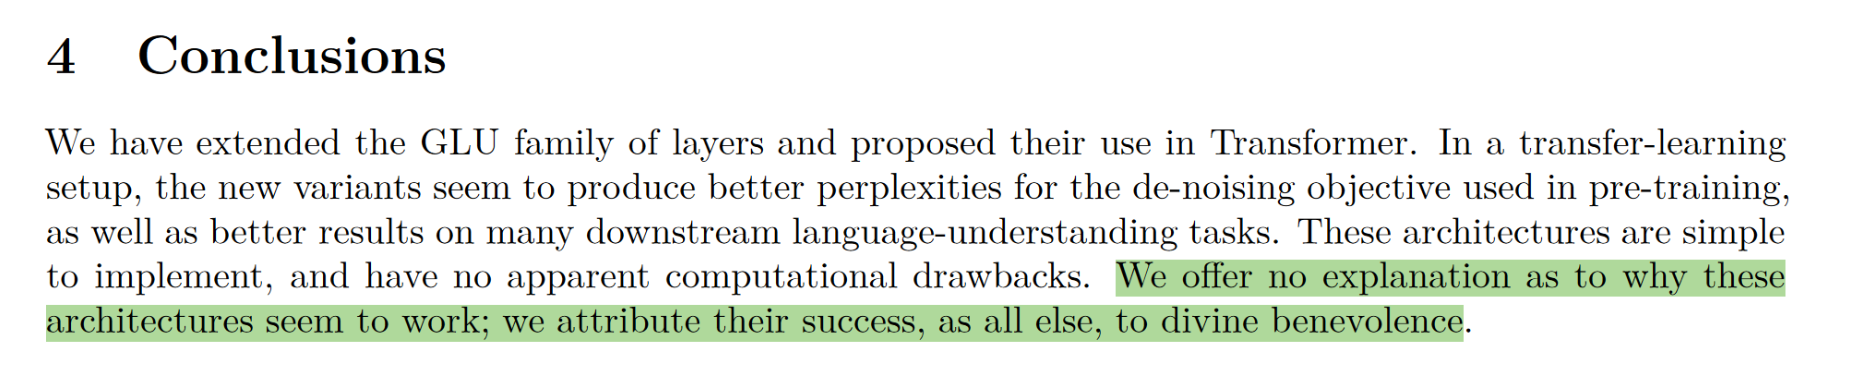 4 Conclusions
We have extended the GLU family of layers and proposed their use in Transformer. In a transfer-learning
setup, the new variants seem to produce better perplexities for the de-noising objective used in pre-training,
as well as better results on many downstream language-understanding tasks. These architectures are simple
to implement, and have no apparent computational drawbacks. We offer no explanation as to why these
architectures seem to work; we attribute their success, as all else, to divine benevolence.